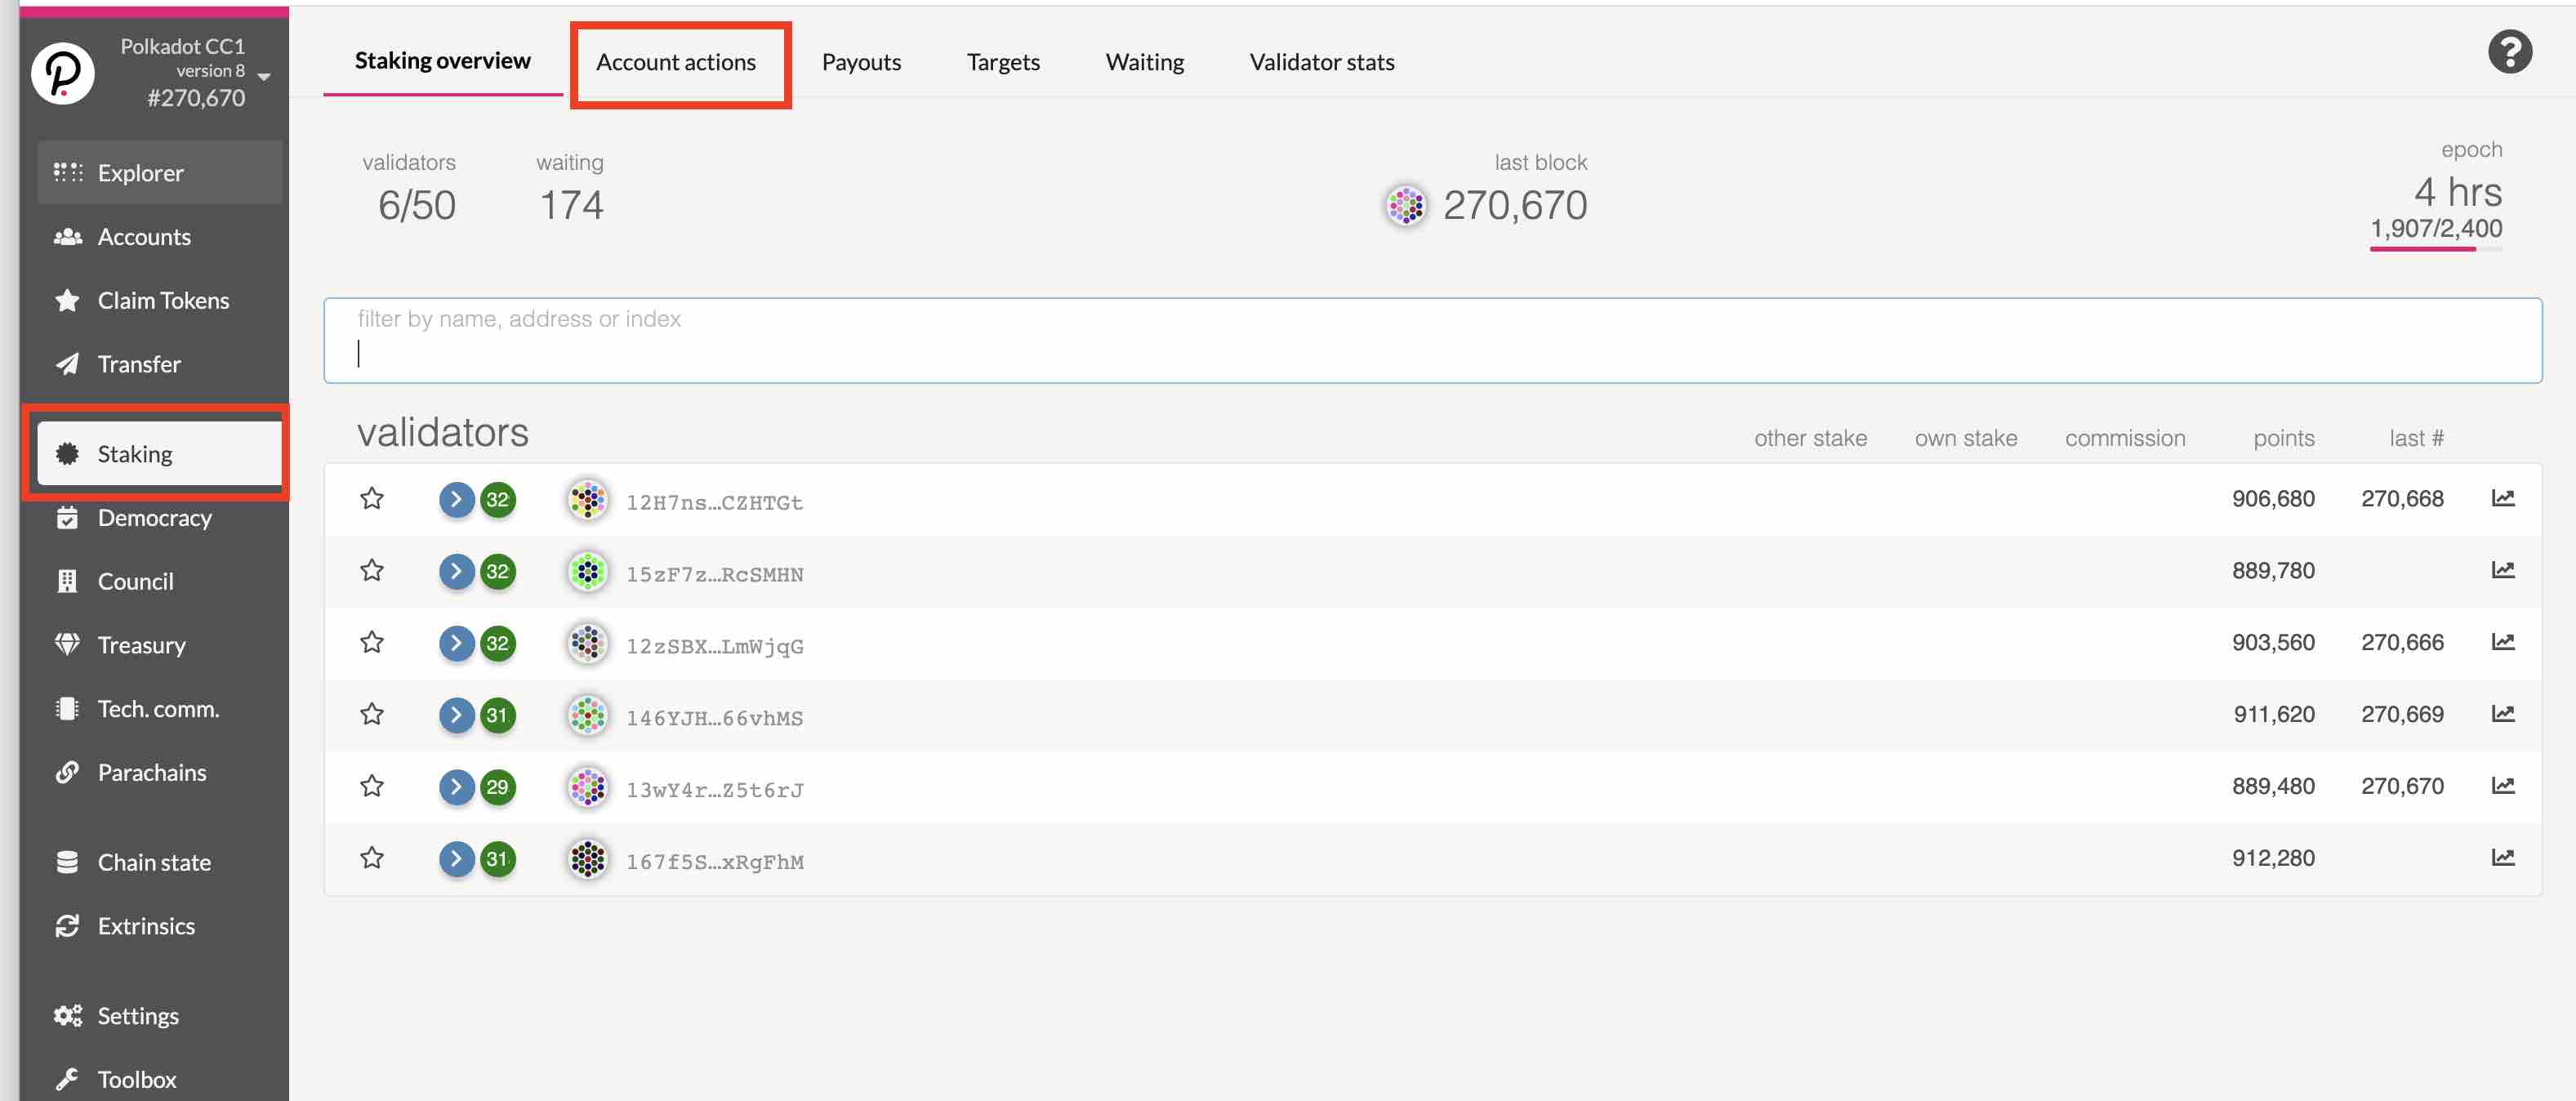 Polkadot CC1
version 8
#270,670
Explorer
Accounts
Claim Tokens
Transfer
Staking
Democracy
Council
Treasury
Tech. comm.
Parachains
Chain state
Extrinsics
Settings
Toolbox
Staking overview Account actions Payouts Targets Waiting Validator stats
?
validators waiting last block epoch
6/50 174 270,670 4 hrs
1,907/2,400
filter by name, address or index
validators other stake own stake commission points last #
32 12H7ns…CZHTGt 906,680 270,668
32 15zF7z…RcSMHN 889,780
32 12zSBX…LmWjqG 903,560 270,666
31 146YJH…66vhMS 911,620 270,669
29 13wY4r…Z5t6rJ 889,480 270,670
31 167f5S…xRgFhM 912,280